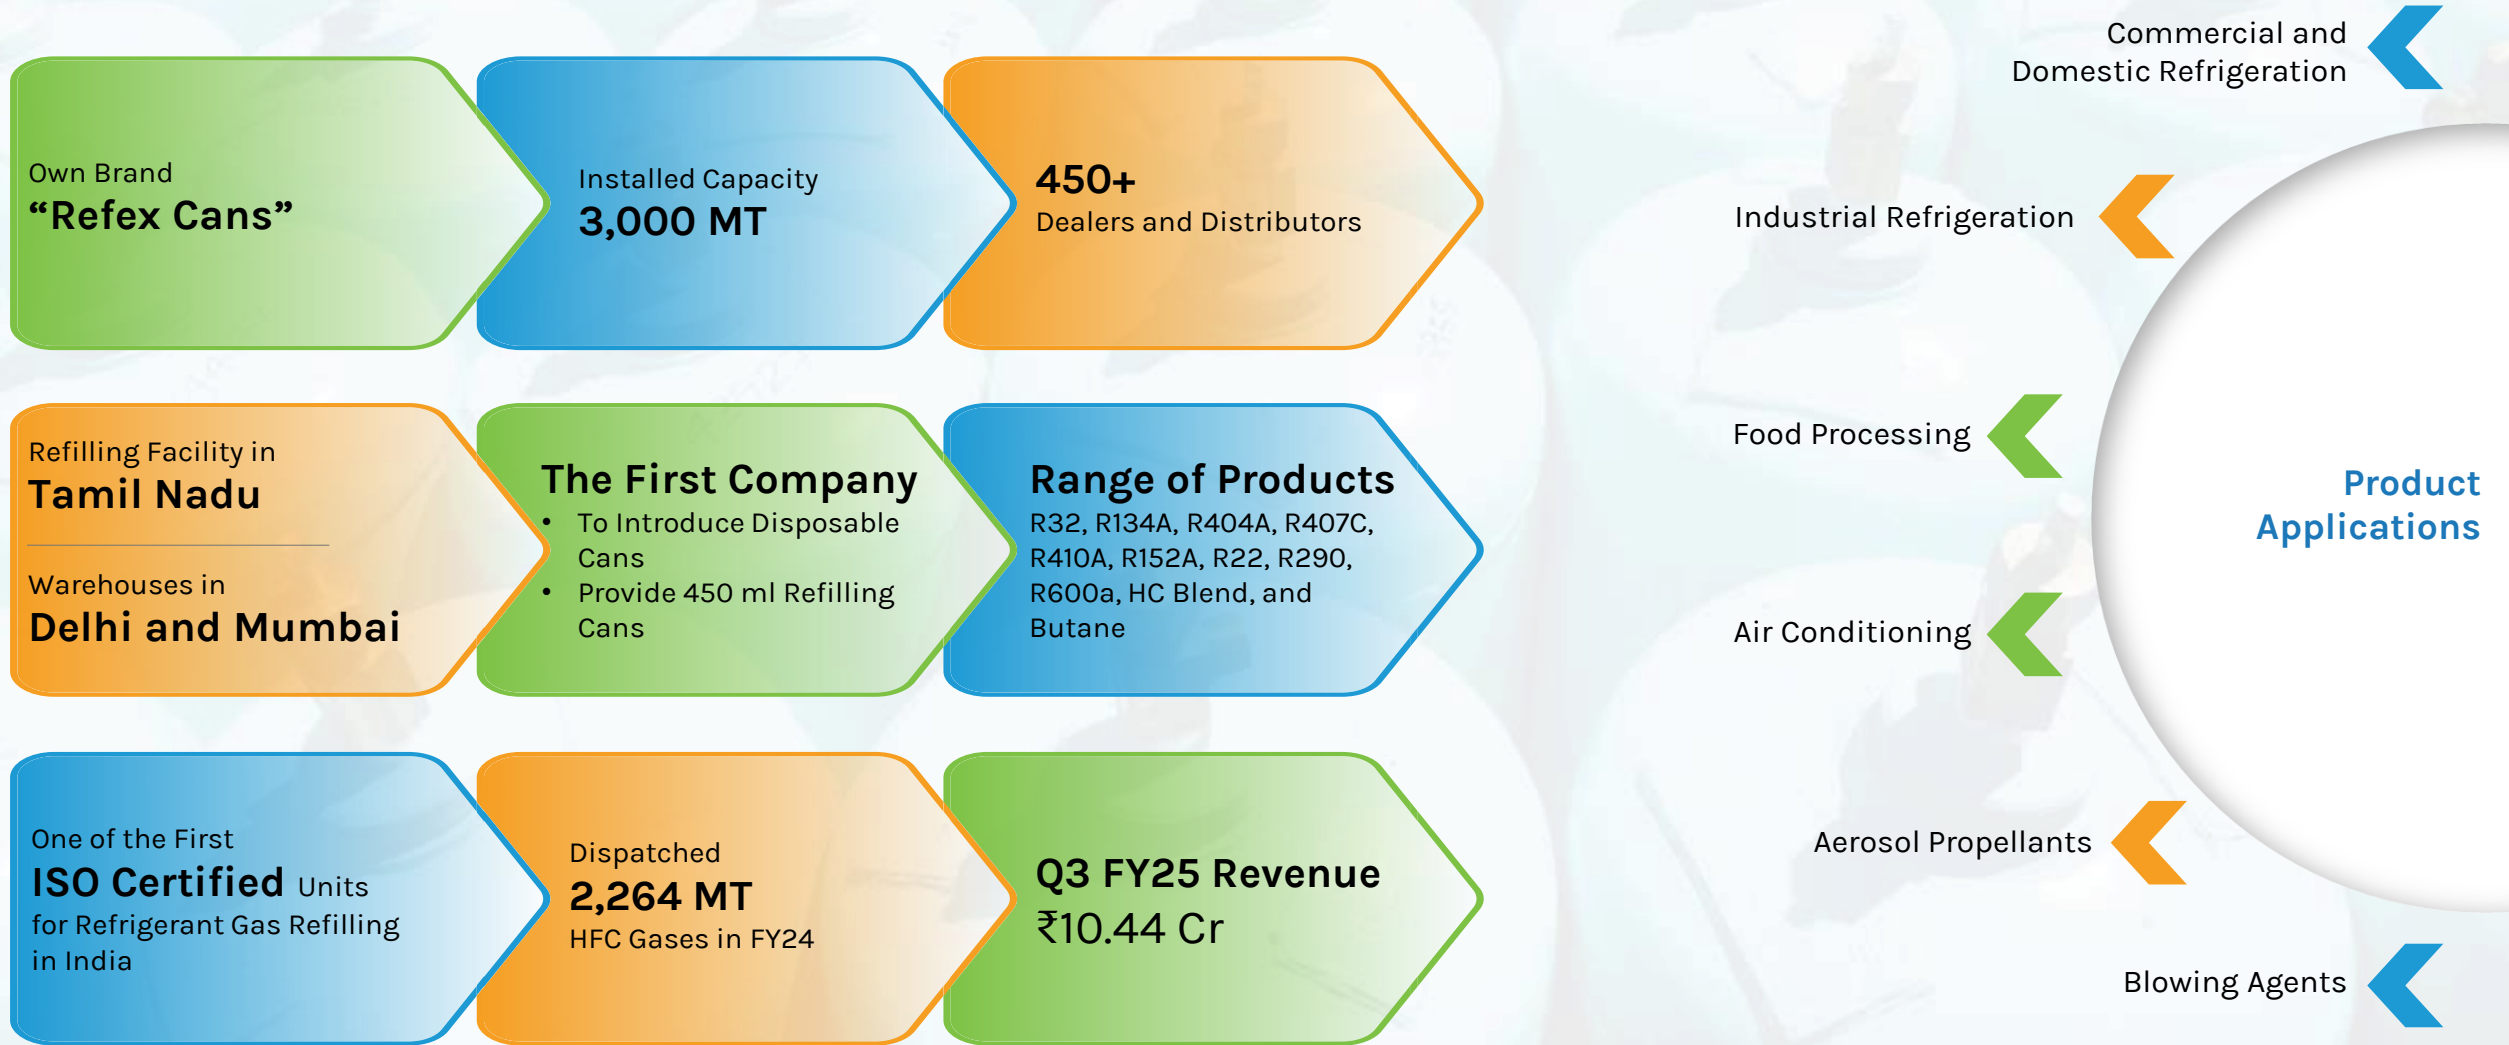 Own Brand
“Refex Cans”
Installed Capacity
3,000 MT
450+
Dealers and Distributors
Refilling Facility in
Tamil Nadu
Warehouses in
Delhi and Mumbai
The First Company
• To Introduce Disposable
Cans
• Provide 450 ml Refilling
Cans
Range of Products
R32, R134A, R404A, R407C,
R410A, R152A, R22, R290,
R600a, HC Blend, and
Butane
One of the First
ISO Certified Units
for Refrigerant Gas Refilling
in India
Dispatched
2,264 MT
HFC Gases in FY24
Q3 FY25 Revenue
₹10.44 Cr
Commercial and
Domestic Refrigeration
Industrial Refrigeration
Food Processing
Air Conditioning
Aerosol Propellants
Blowing Agents
Product
Applications